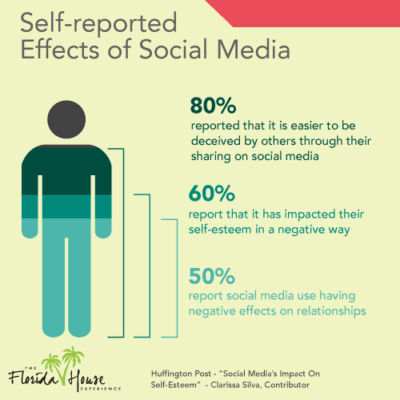 Self-reported
Effects of Social Media
80%
reported that it is easier to be
deceived by others through their
sharing on social media
60%
report that it has impacted their
self-esteem in a negative way
50%
report social media use having
negative effects on relationships
THE
Florida House
EXPERIENCE
Huffington Post - "Social Media's Impact On
Self-Esteem" - Clarissa Silva, Contributor